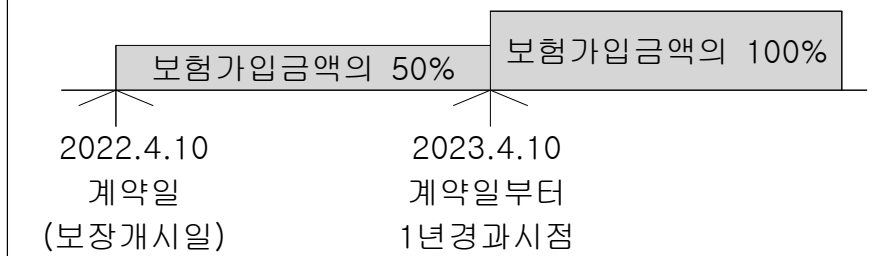 보험가입금액의 50%
보험가입금액의 100%
2022.4.10
계약일
(보장개시일)
2023.4.10
계약일부터
1년경과시점